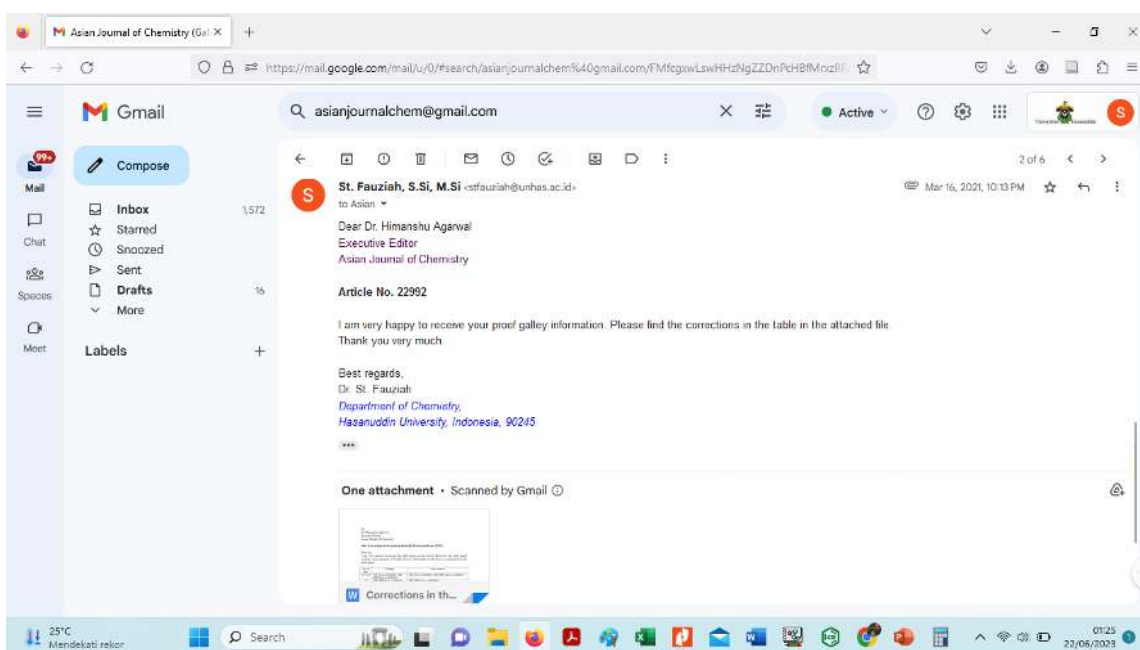 Asian Journal of Chemistry (Gal
https://mail.google.com/mail/u/0/#search/asianjournalchem%40gmail.com/
Gmail
asianjournalchem@gmail.com
Active
S
99+
Mail
Compose
2 of 6
S
St. Fauziah, S.Si, M.Si <stfauziah@unhas.ac.id>
Mar 16, 2021, 10:13 PM
to Asian
Inbox 1,572
Dear Dr. Himanshu Agarwal
Chat
Starred
Executive Editor
Snoozed
Asian Journal of Chemistry
Spaces
Sent
Drafts 16
Article No. 22992
More
Meet
I am very happy to receive your proof galley information. Please find the corrections in the table in the attached file.
Thank you very much.
Labels
Best regards,
Dr. St. Fauziah
Department of Chemistry,
Hasanuddin University, Indonesia, 90245
One attachment • Scanned by Gmail
W Corrections in th...
25°C
Mendekati rekor
Search
01:25
22/06/2023